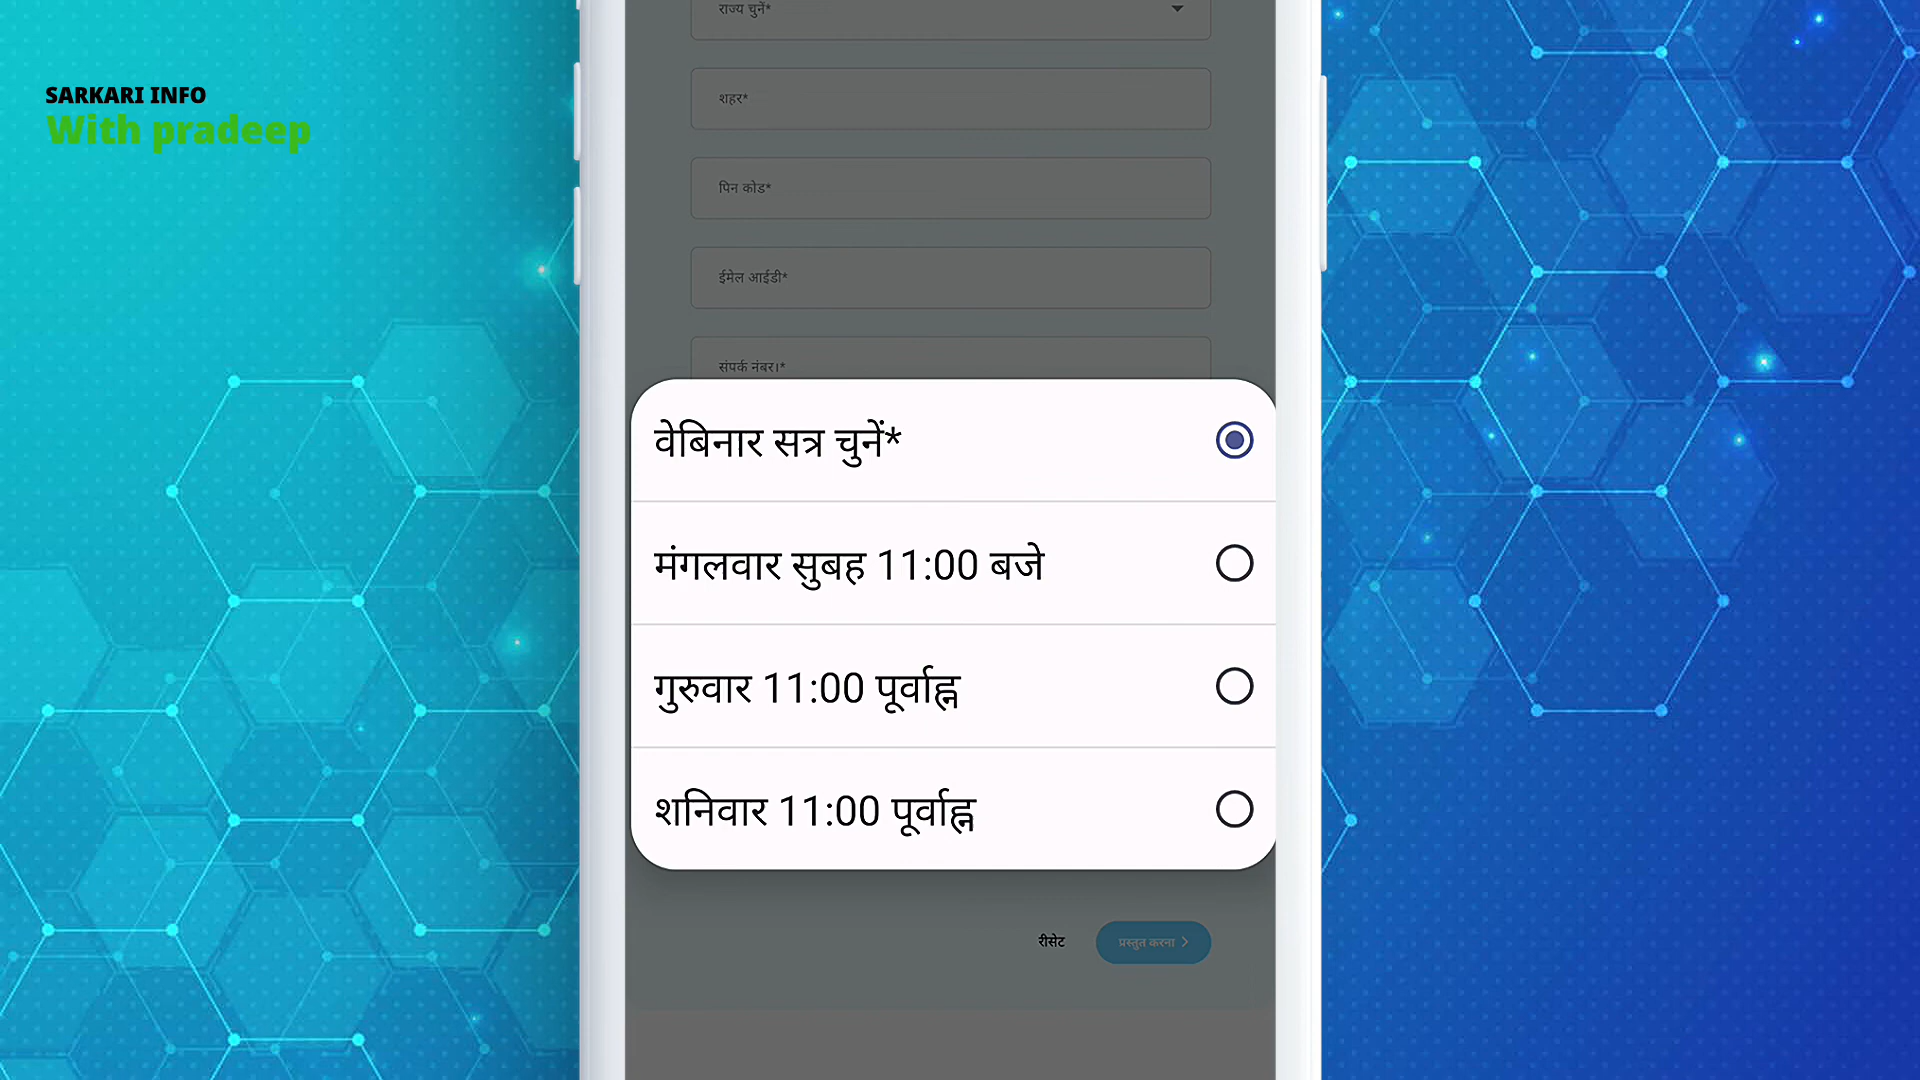 SARKARI INFO
With pradeep
राज्य चुनें*
शहर*
पिन कोड*
ईमेल आईडी*
संपर्क नंबर।*
वेबिनार सत्र चुनें*
मंगलवार सुबह 11:00 बजे
गुरुवार 11:00 पूर्वाह्न
शनिवार 11:00 पूर्वाह्न
रीसेट
प्रस्तुत करना